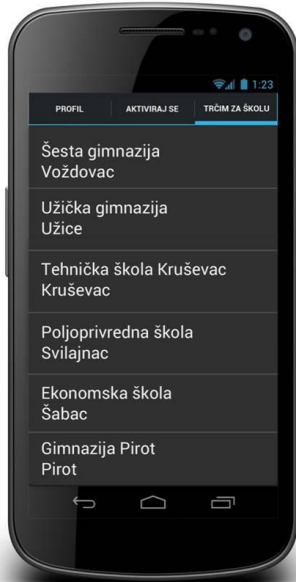 1:23
PROFIL AKTIVIRAJ SE TRČIM ZA ŠKOLU
Šesta gimnazija
Voždovac
Užička gimnazija
Užice
Tehnička škola Kruševac
Kruševac
Poljoprivredna škola
Svilajnac
Ekonomska škola
Šabac
Gimnazija Pirot
Pirot